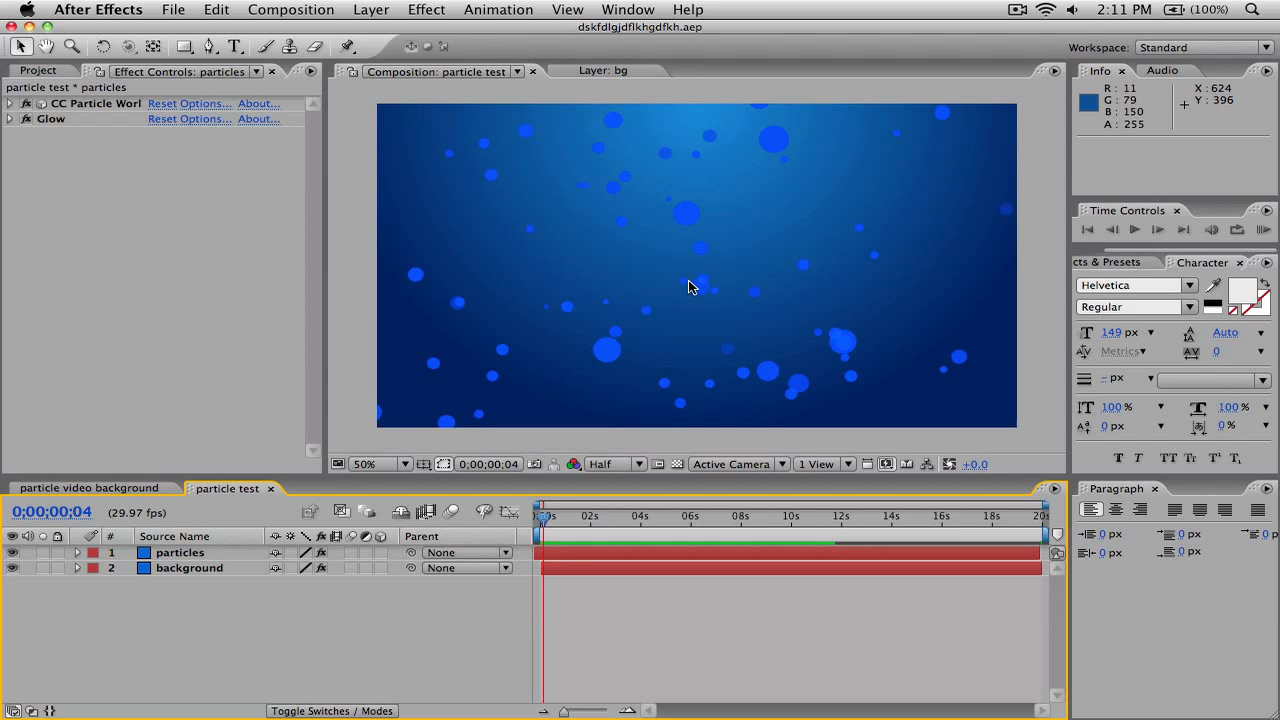 After Effects File Edit Composition Layer Effect Animation View Window Help 2:11 PM (100%)
dskfdlgjdflkhgdfkh.aep
Workspace: Standard
Project Effect Controls: particles
particle test * particles
CC Particle Worl Reset Options... About...
Glow Reset Options... About...
Composition: particle test Layer: bg
Info Audio
R: 11
G: 79
B: 150
A: 255
X: 624
Y: 396
Time Controls
cts & Presets Character
Helvetica
Regular
149 px Auto
Metrics 0
- px
100 % 100 %
0 px 0 %
T T TT Tr T¹ T₁
50% 0;00;00;04 Half Active Camera 1 View +0.0
particle video background particle test
0;00;00;04 (29.97 fps)
02s 04s 06s 08s 10s 12s 14s 16s 18s 20s
# Source Name Parent
1 particles None
2 background None
Toggle Switches / Modes
Paragraph
0 px 0 px 0 p
0 px 0 px